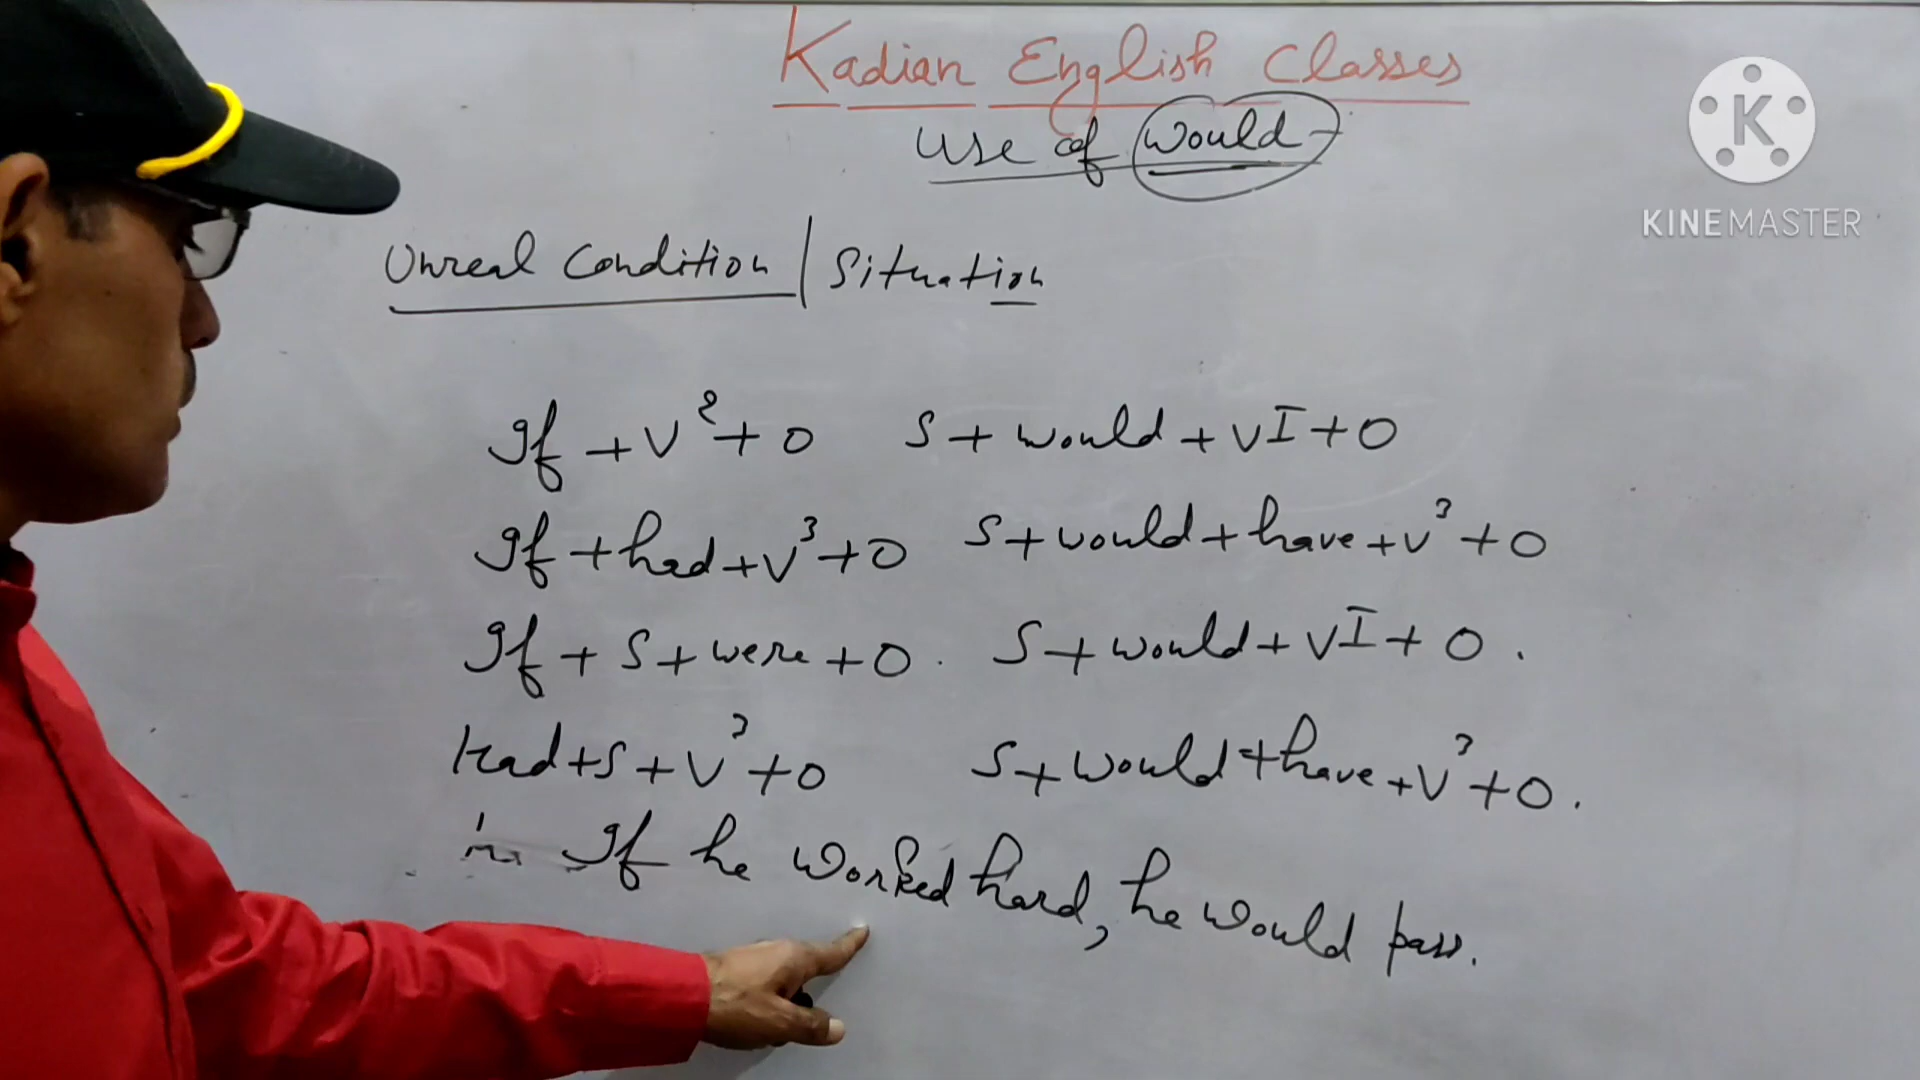 Kadian English Classes
Use of Would
K
KINEMASTER
Unreal Condition | Situation
If + V² + O S + would + VI + O
If + had + V³ + O S + would + have + V³ + O
If + S + were + O . S + would + VI + O .
Had + S + V³ + O S + would + have + V³ + O .
If he worked hard, he would pass.